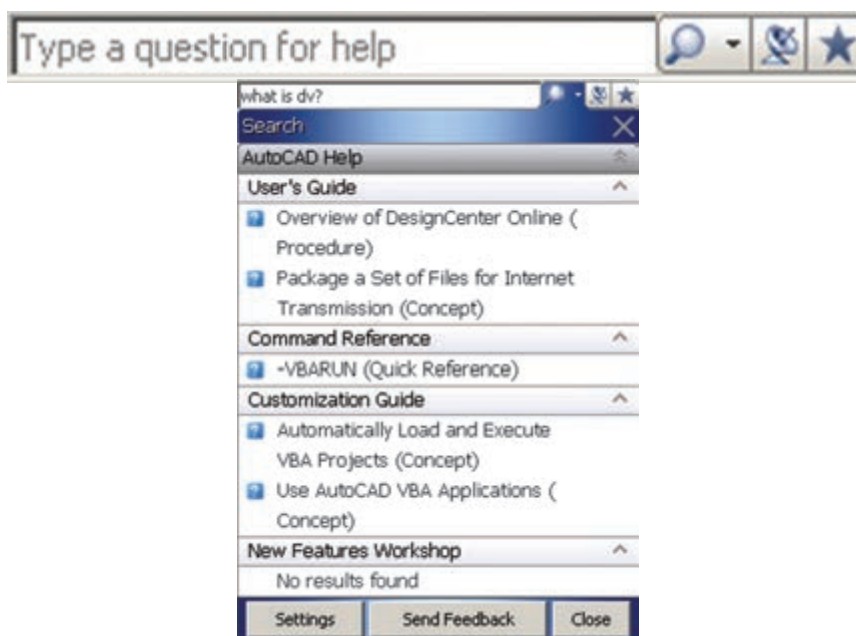 Type a question for help
what is dv?
Search
AutoCAD Help
User's Guide
Overview of DesignCenter Online (
Procedure)
Package a Set of Files for Internet
Transmission (Concept)
Command Reference
-VBARUN (Quick Reference)
Customization Guide
Automatically Load and Execute
VBA Projects (Concept)
Use AutoCAD VBA Applications (
Concept)
New Features Workshop
No results found
Settings Send Feedback Close